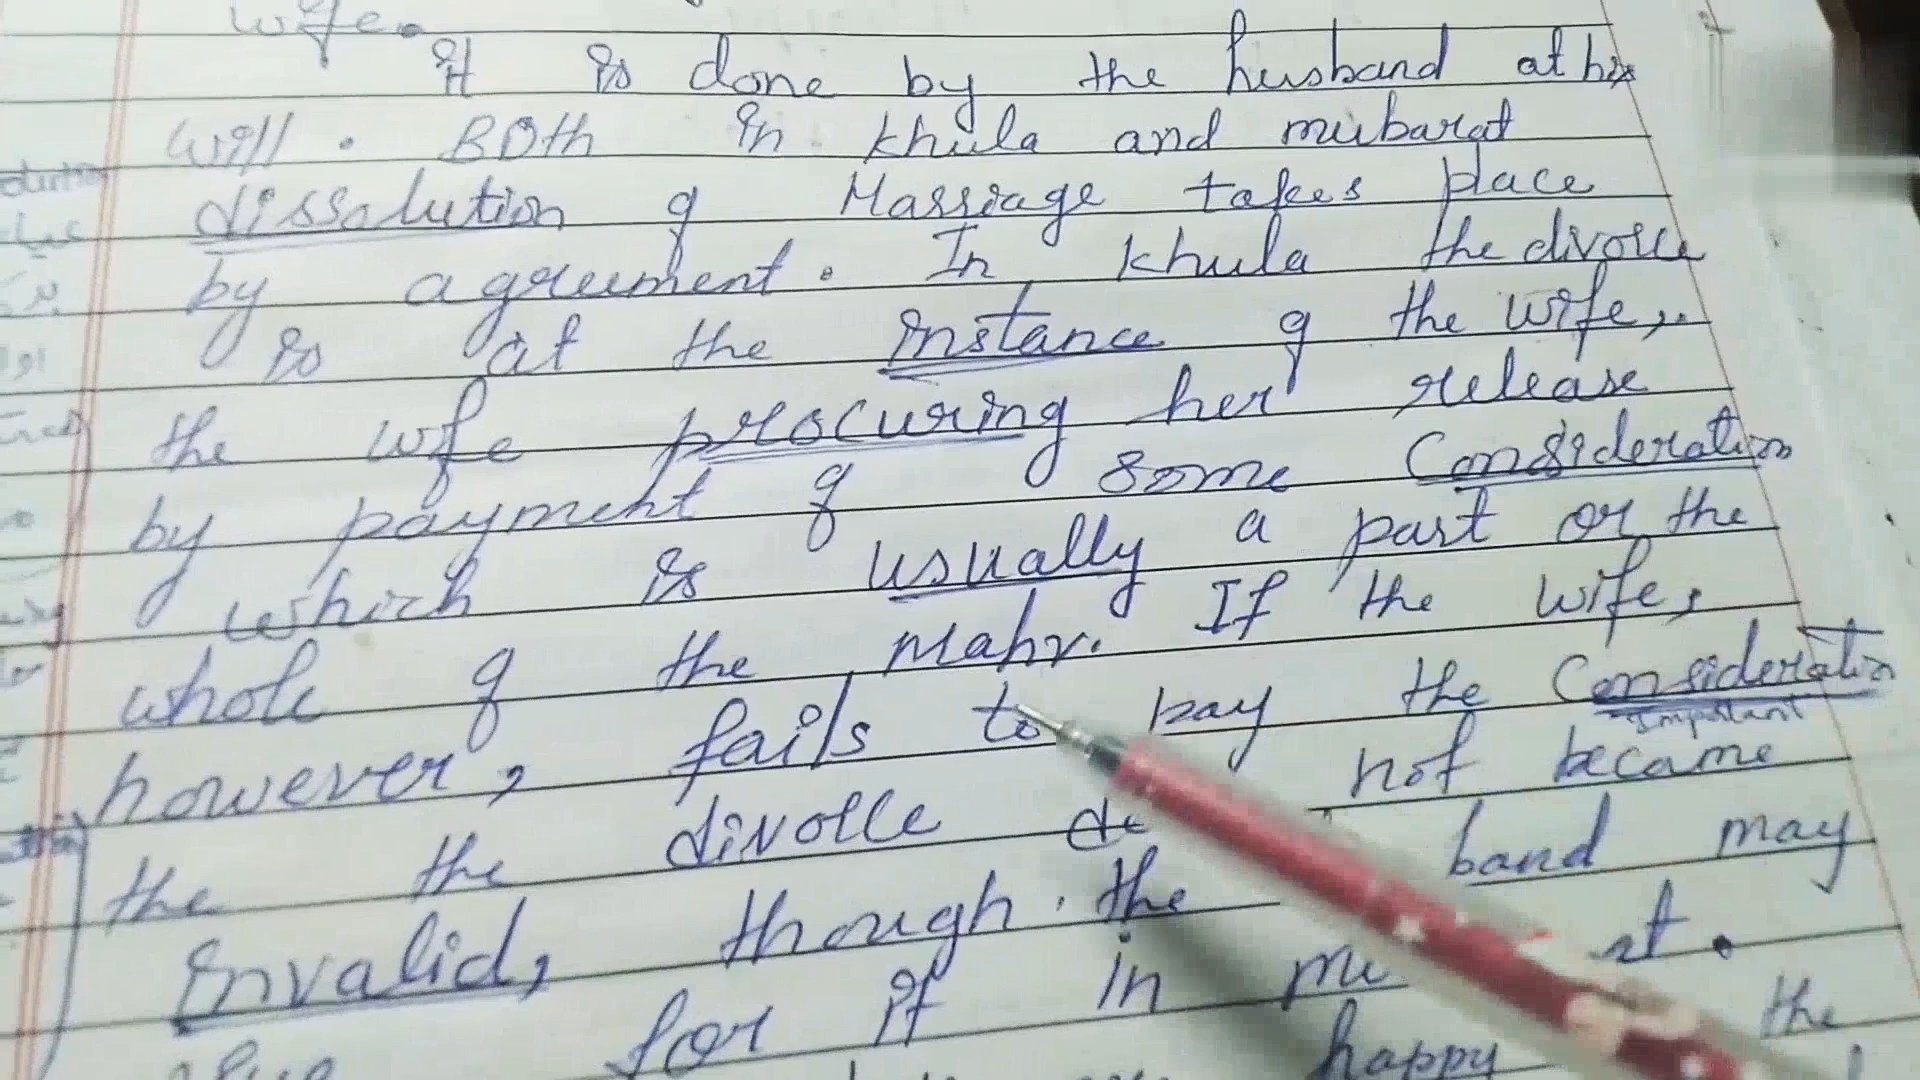 wife.
It is done by the husband at his
will. Both in khula and mubarat
dissolution of Marriage takes place
by agreement. In khula the divorce
is at the instance of the wife,
the wife procuring her release
by payment of some Consideration
which is usually a part or the
whole of the mahr. If the wife,
however, fails to pay the Consideration
Important
the the divorce not became
invalid, though the band may
for it in at.
happy the